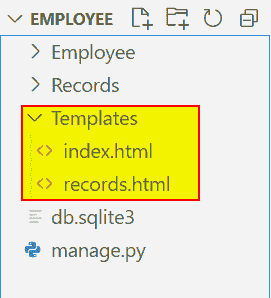 EMPLOYEE
Employee
Records
Templates
<> index.html
<> records.html
db.sqlite3
manage.py